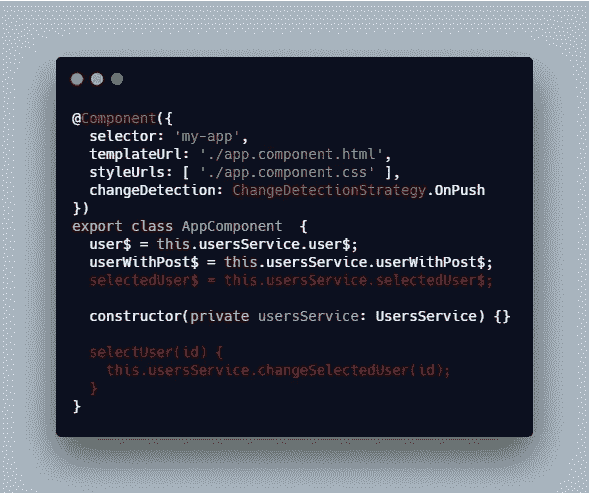 @Component({
  selector: 'my-app',
  templateUrl: './app.component.html',
  styleUrls: [ './app.component.css' ],
  changeDetection: ChangeDetectionStrategy.OnPush
})
export class AppComponent  {
  user$ = this.usersService.user$;
  userWithPost$ = this.usersService.userWithPost$;
  selectedUser$ = this.usersService.selectedUser$;
  constructor(private usersService: UsersService) {}
  selectUser(id) {
    this.usersService.changeSelectedUser(id);
  }
}